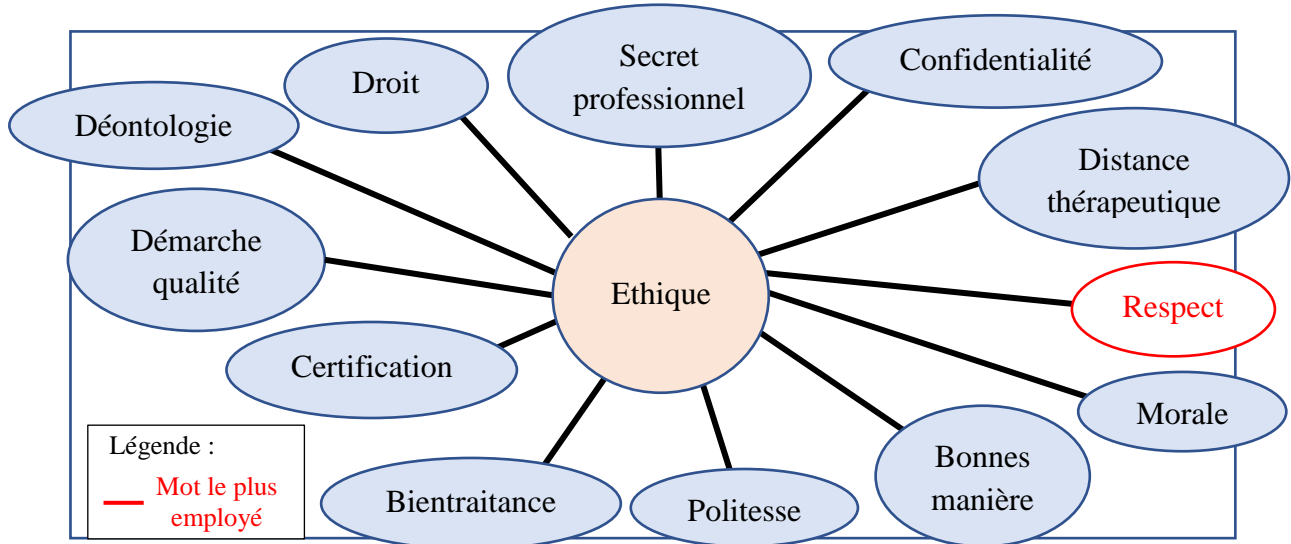 Secret
professionnel
Confidentialité
Droit
Déontologie
Distance
thérapeutique
Démarche
qualité
Ethique
Respect
Certification
Morale
Légende :
Mot le plus
employé
Bientraitance
Politesse
Bonnes
manière